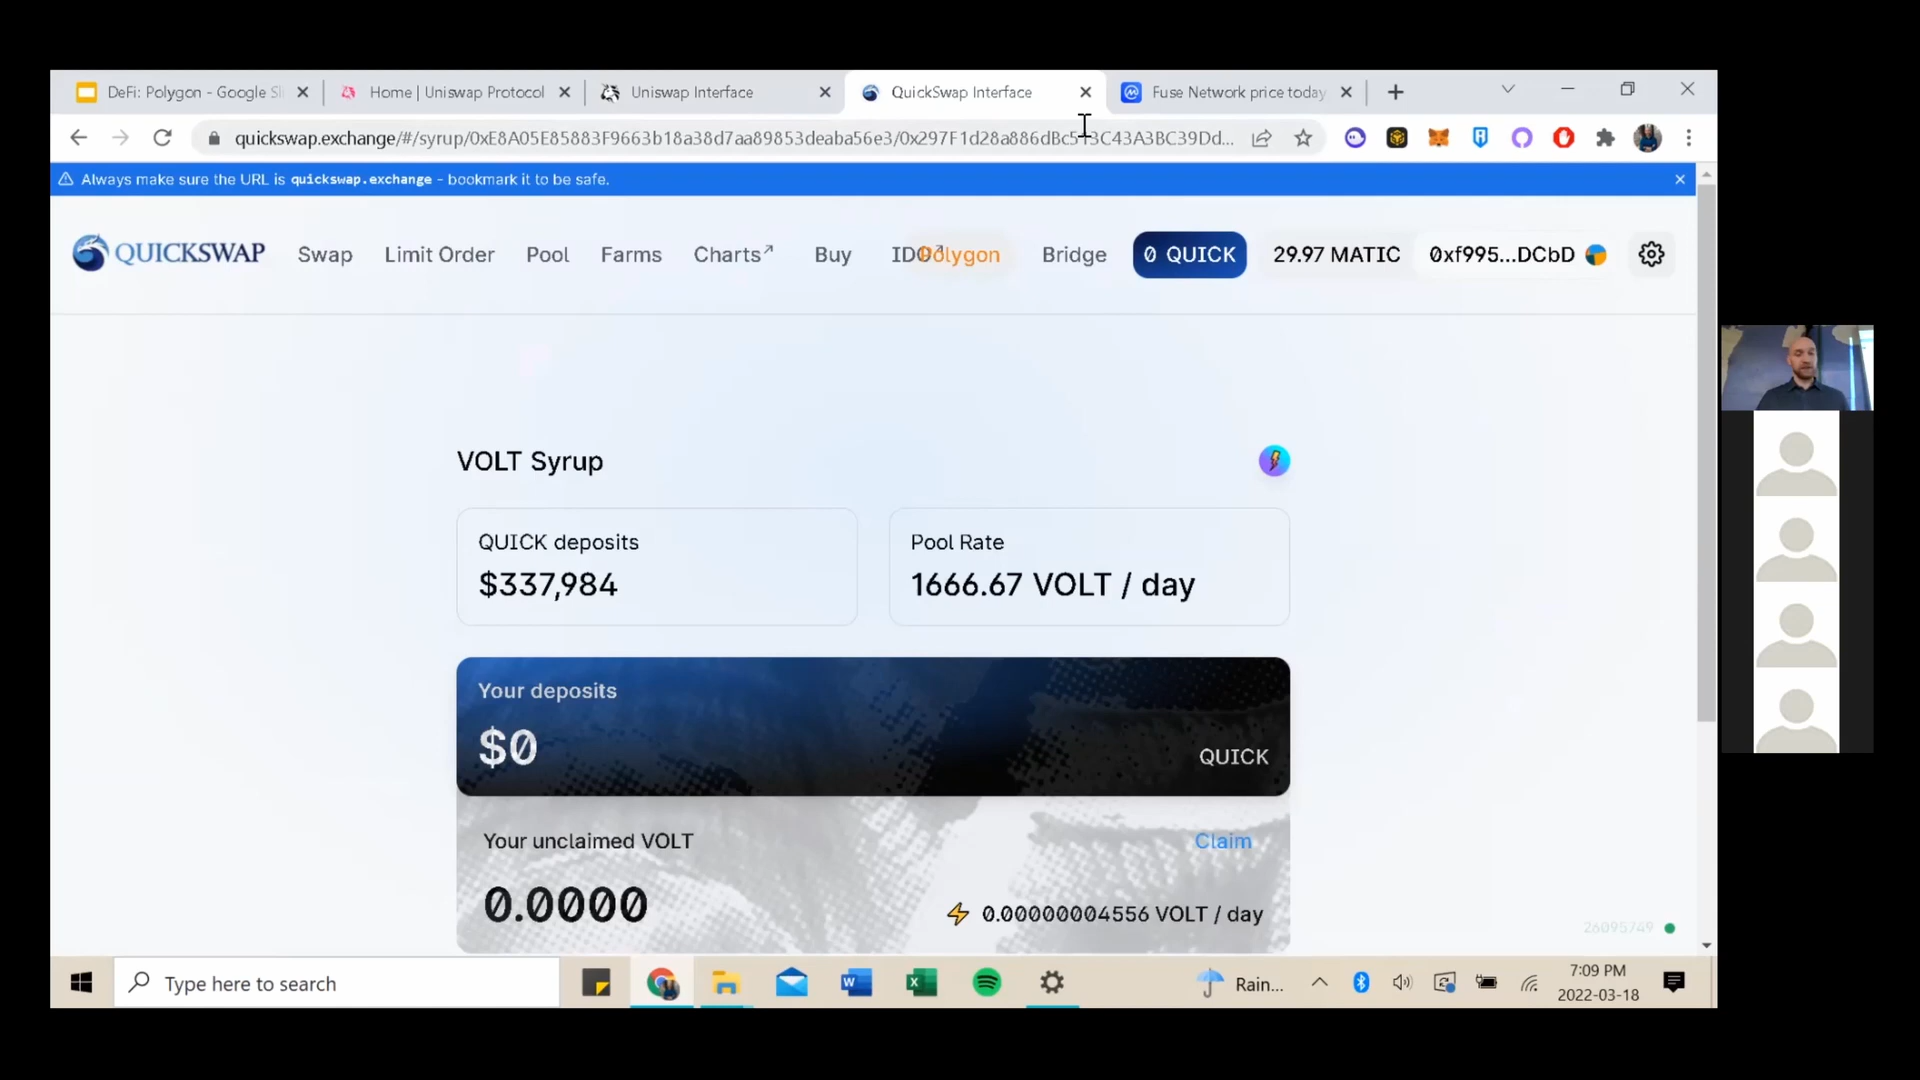 DeFi: Polygon - Google Sli
Home | Uniswap Protocol
Uniswap Interface
QuickSwap Interface
Fuse Network price today
quickswap.exchange/#/syrup/0xE8A05E85883F9663b18a38d7aa89853deaba56e3/0x297F1d28a886dBc513C43A3BC39Dd...
Always make sure the URL is quickswap.exchange - bookmark it to be safe.
QUICKSWAP
Swap
Limit Order
Pool
Farms
Charts↗
Buy
IDO↗
Polygon
Bridge
0 QUICK
29.97 MATIC
0xf995...DCbD
VOLT Syrup
QUICK deposits
$337,984
Pool Rate
1666.67 VOLT / day
Your deposits
$0
QUICK
Your unclaimed VOLT
Claim
0.0000
0.00000004556 VOLT / day
26095749
Type here to search
Rain...
7:09 PM
2022-03-18